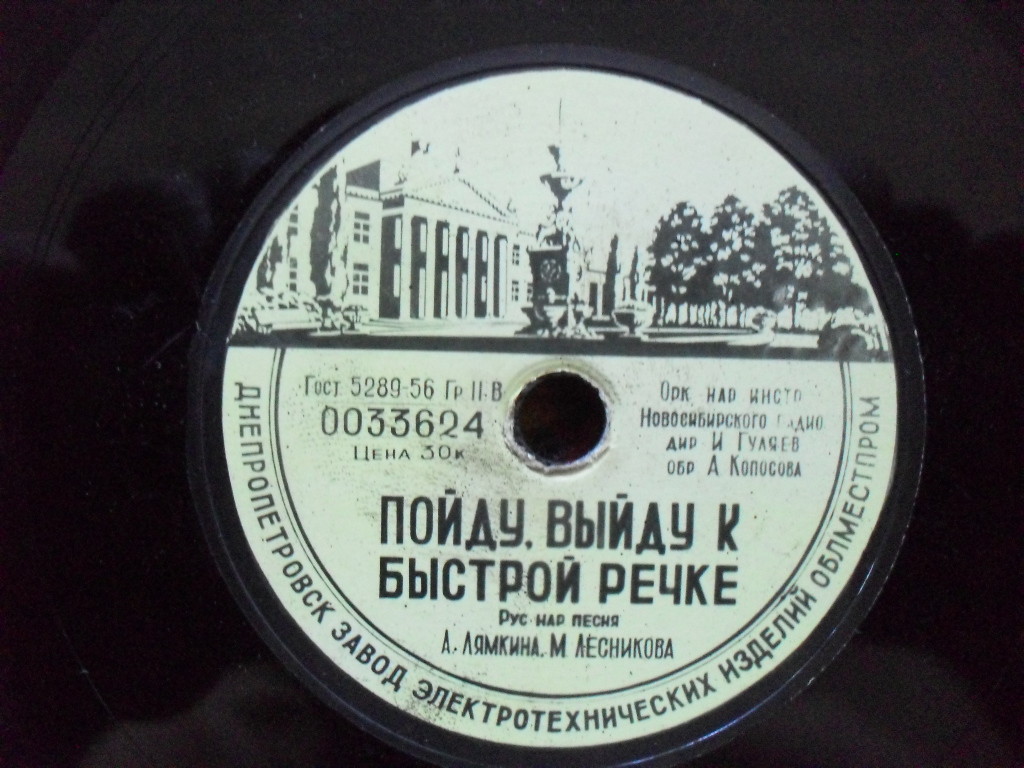 Гост 5289-56 Гр II-В
0033624
Цена 30к
Орк нар инстр
Новосибирского радио
дир И Гуляев
обр А Копосова
ПОЙДУ, ВЫЙДУ К
БЫСТРОЙ РЕЧКЕ
Рус нар песня
А. Лямкина, М Лесникова
ДНЕПРОПЕТРОВСК ЗАВОД ЭЛЕКТРОТЕХНИЧЕСКИХ ИЗДЕЛИЙ ОБЛМЕСТПРОМ